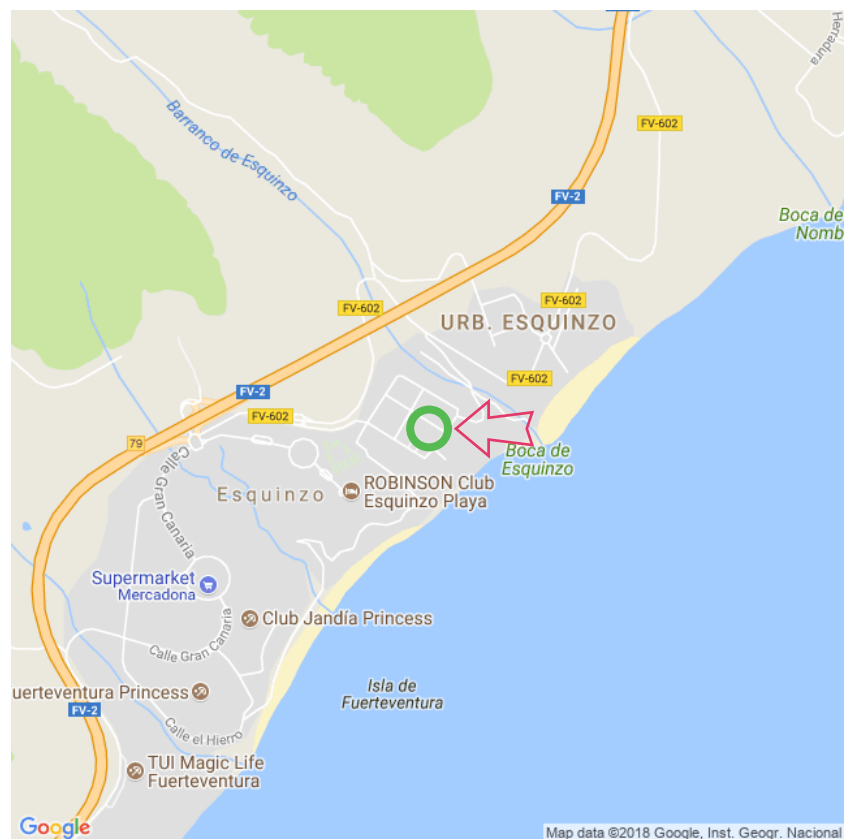 Herradura
Barranco de Esquinzo
FV-602
FV-2
Boca de
Nomb
FV-602
FV-602
URB. ESQUINZO
FV-602
FV-2
FV-602
79
Calle Gran Canaria
Boca de
Esquinzo
ROBINSON Club
Esquinzo Playa
Esquinzo
Supermarket
Mercadona
Club Jandía Princess
Calle Gran Canaria
uerteventura Princess
Isla de
Fuerteventura
FV-2
Calle el Hierro
TUI Magic Life
Fuerteventura
Google
Map data ©2018 Google, Inst. Geogr. Nacional